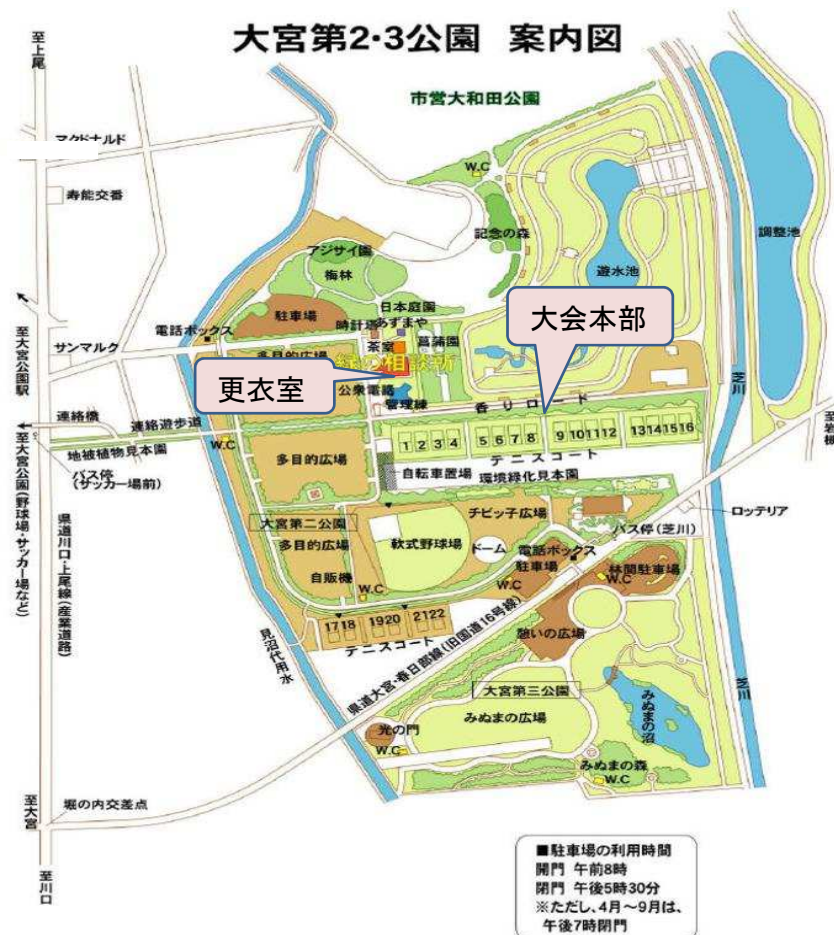 大宮第2・3公園 案内図
至上尾
市営大和田公園
マクドナルド
W.C
寿能交番
記念の森
調整池
アジサイ園
梅林
遊水池
駐車場
日本庭園
電話ボックス
時計塔
あずまや
大会本部
至大宮公園駅
サンマルク
多目的広場
茶室
菖蒲園
緑の相談所
更衣室
公衆電話
管理棟
香りロード
芝川
至岩槻
連絡橋
連絡遊歩道
地被植物見本園
W.C
1 2 3 4
5 6 7 8
9 10 11 12
13 14 15 16
テニスコート
バス停
(サッカー場前)
多目的広場
自転車置場
環境緑化見本園
至大宮公園(野球場・サッカー場など)
県道川口・上尾線(産業道路)
ロッテリア
大宮第二公園
チビッ子広場
バス停(芝川)
多目的広場
軟式野球場
ドーム
電話ボックス
駐車場
林間駐車場
自販機
W.C
W.C
W.C
17 18
19 20
21 22
テニスコート
憩いの広場
見沼代用水
県道大宮・春日部線(旧国道16号線)
大宮第三公園
芝川
光の門
みぬまの広場
みぬまの沼
W.C
みぬまの森
W.C
至大宮
堀の内交差点
至川口
■駐車場の利用時間
開門 午前8時
閉門 午後5時30分
※ただし、4月~9月は、
午後7時閉門